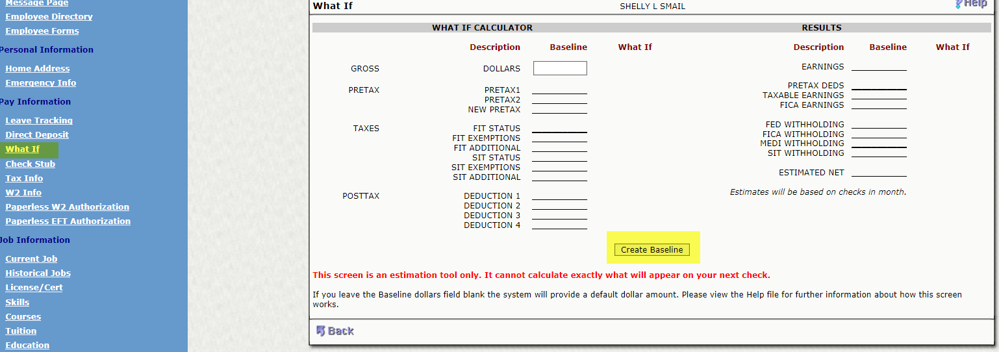 Message Page
Employee Directory
Employee Forms
Personal Information
Home Address
Emergency Info
Pay Information
Leave Tracking
Direct Deposit
What If
Check Stub
Tax Info
W2 Info
Paperless W2 Authorization
Paperless EFT Authorization
Job Information
Current Job
Historical Jobs
License/Cert
Skills
Courses
Tuition
Education
What If SHELLY L SMAIL Help
WHAT IF CALCULATOR
Description Baseline What If
GROSS DOLLARS
PRETAX PRETAX1
PRETAX2
NEW PRETAX
TAXES FIT STATUS
FIT EXEMPTIONS
FIT ADDITIONAL
SIT STATUS
SIT EXEMPTIONS
SIT ADDITIONAL
POSTTAX DEDUCTION 1
DEDUCTION 2
DEDUCTION 3
DEDUCTION 4
RESULTS
Description Baseline What If
EARNINGS
PRETAX DEDS
TAXABLE EARNINGS
FICA EARNINGS
FED WITHHOLDING
FICA WITHHOLDING
MEDI WITHHOLDING
SIT WITHHOLDING
ESTIMATED NET
Estimates will be based on checks in month.
Create Baseline
This screen is an estimation tool only. It cannot calculate exactly what will appear on your next check.
If you leave the Baseline dollars field blank the system will provide a default dollar amount. Please view the Help file for further information about how this screen
works.
Back